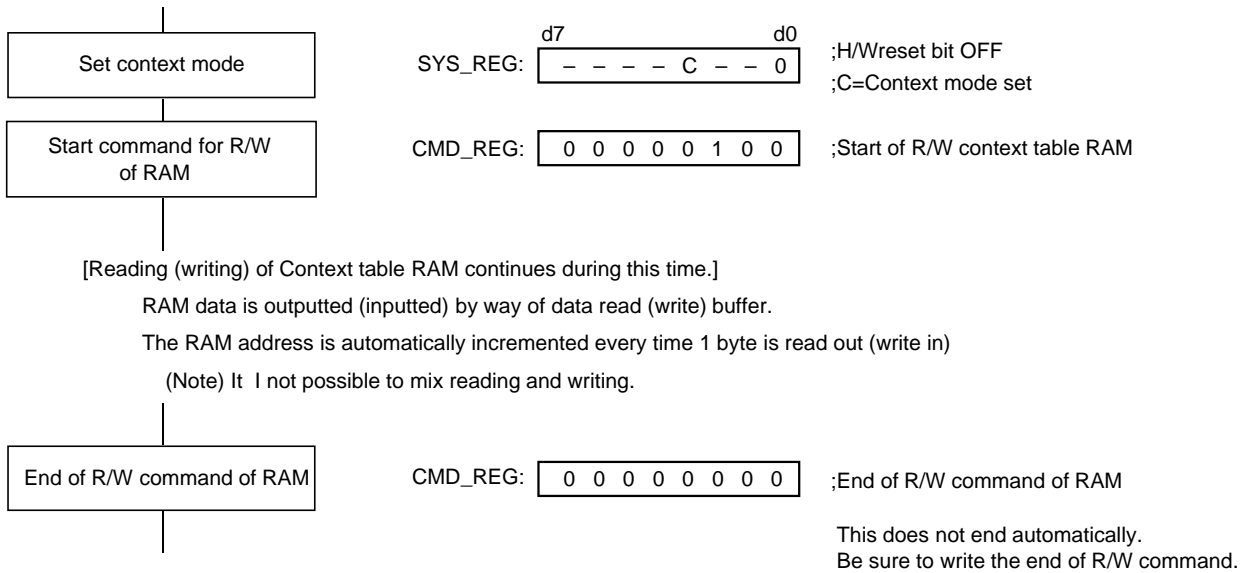 d7 d0
Set context mode
SYS_REG: – – – – C – – 0
;H/Wreset bit OFF
;C=Context mode set
Start command for R/W
of RAM
CMD_REG: 0 0 0 0 0 1 0 0 ;Start of R/W context table RAM
[Reading (writing) of Context table RAM continues during this time.]
RAM data is outputted (inputted) by way of data read (write) buffer.
The RAM address is automatically incremented every time 1 byte is read out (write in)
(Note) It I not possible to mix reading and writing.
End of R/W command of RAM
CMD_REG: 0 0 0 0 0 0 0 0 ;End of R/W command of RAM
This does not end automatically.
Be sure to write the end of R/W command.